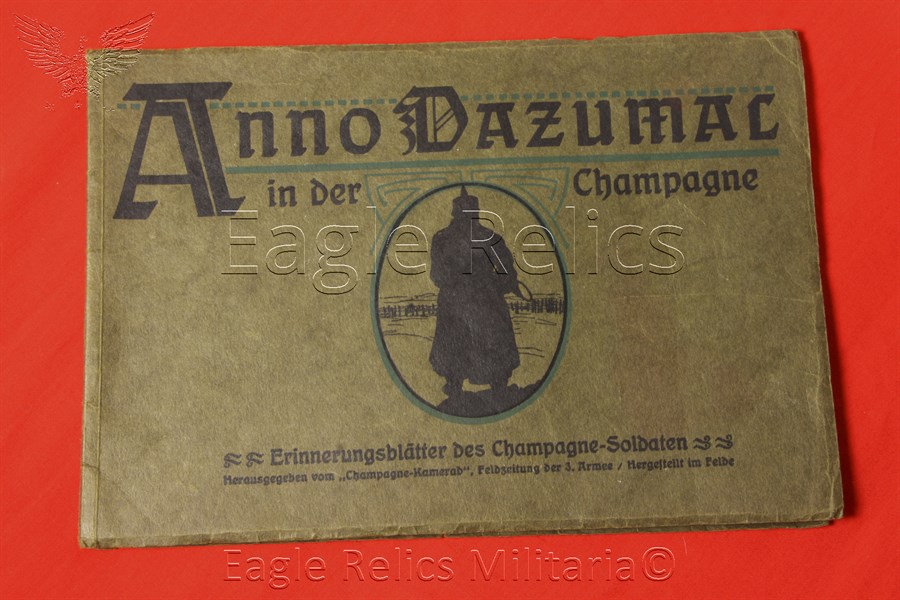 Anno Dazumal
in der Champagne
Eagle Relics
Erinnerungsblätter des Champagne-Soldaten
Herausgegeben vom „Champagne-Kamerad“, Feldzeitung der 3. Armee / Hergestellt im Felde
Eagle Relics Militaria©